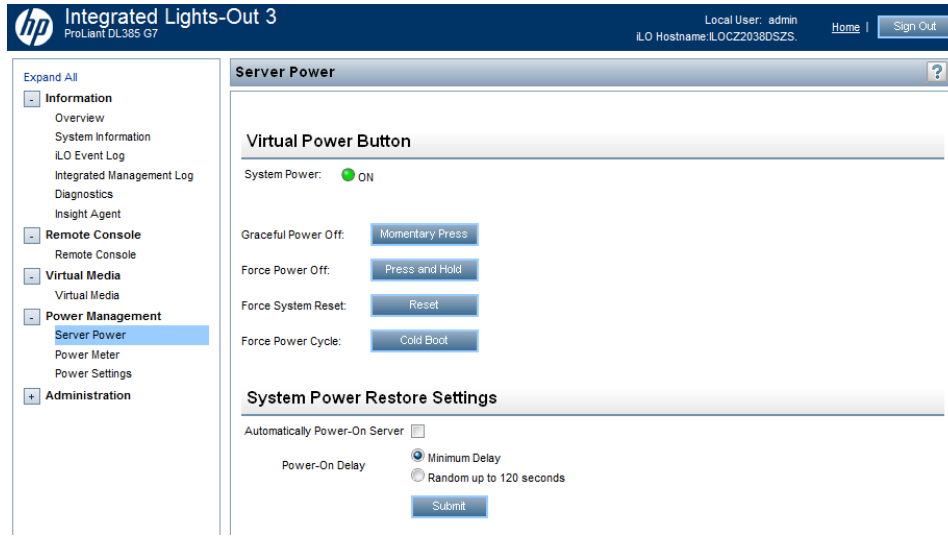 hp
Integrated Lights-Out 3
ProLiant DL385 G7
Local User: admin
iLO Hostname:ILOCZ2038DSZS.
Home |
Sign Out
Expand All
- Information
Overview
System Information
iLO Event Log
Integrated Management Log
Diagnostics
Insight Agent
- Remote Console
Remote Console
- Virtual Media
Virtual Media
- Power Management
Server Power
Power Meter
Power Settings
+ Administration
Server Power
?
Virtual Power Button
System Power: ON
Graceful Power Off: Momentary Press
Force Power Off: Press and Hold
Force System Reset: Reset
Force Power Cycle: Cold Boot
System Power Restore Settings
Automatically Power-On Server
Power-On Delay
Minimum Delay
Random up to 120 seconds
Submit